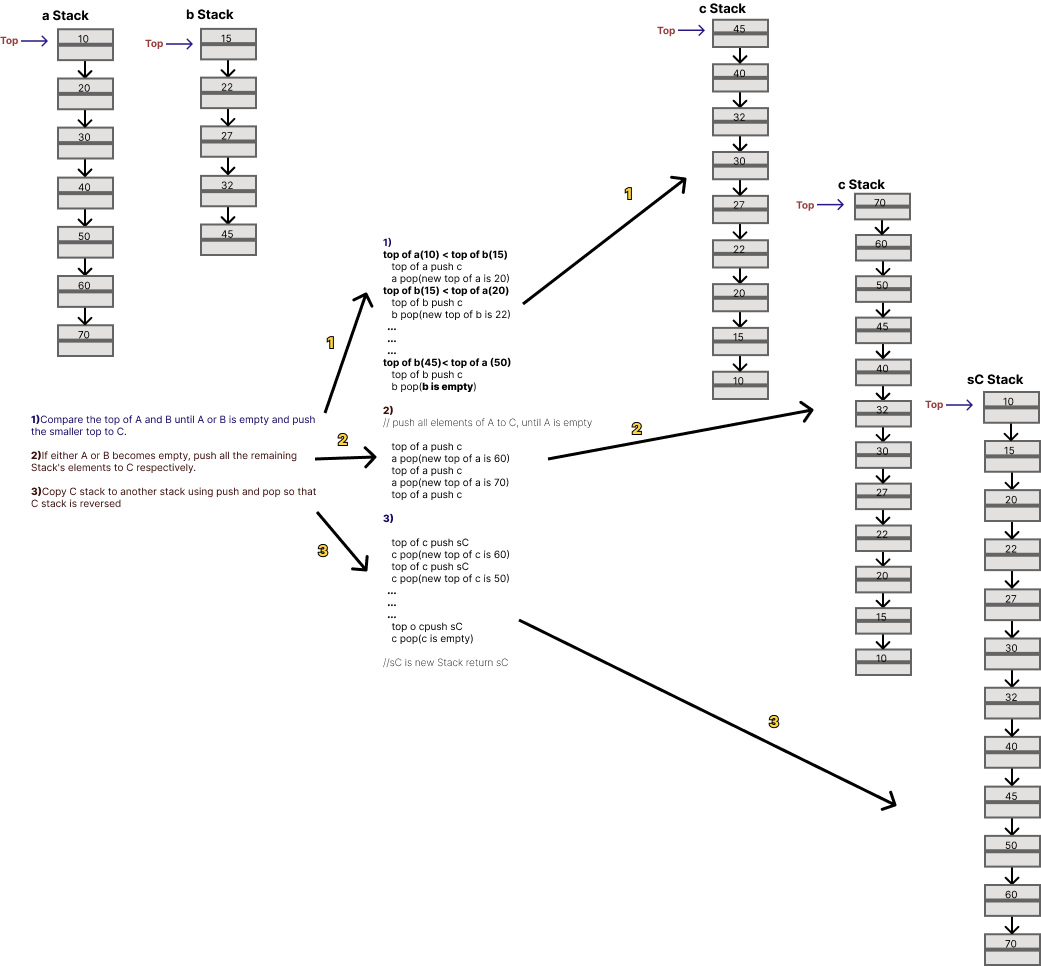 a Stack
Top
10
20
30
40
50
60
70
b Stack
Top
15
22
27
32
45
1)Compare the top of A and B until A or B is empty and push
the smaller top to C.
2)If either A or B becomes empty, push all the remaining
Stack's elements to C respectively.
3)Copy C stack to another stack using push and pop so that
C stack is reversed
1
2
3
1)
top of a(10) < top of b(15)
top of a push c
a pop(new top of a is 20)
top of b(15) < top of a(20)
top of b push c
b pop(new top of b is 22)
...
...
...
top of b(45)< top of a (50)
top of b push c
b pop(b is empty)
2)
// push all elements of A to C, until A is empty
top of a push c
a pop(new top of a is 60)
top of a push c
a pop(new top of a is 70)
top of a push c
3)
top of c push sC
c pop(new top of c is 60)
top of c push sC
c pop(new top of c is 50)
...
...
...
top o cpush sC
c pop(c is empty)
//sC is new Stack return sC
1
2
3
c Stack
Top
45
40
32
30
27
22
20
15
10
c Stack
Top
70
60
50
45
40
32
30
27
22
20
15
10
sC Stack
Top
10
15
20
22
27
30
32
40
45
50
60
70